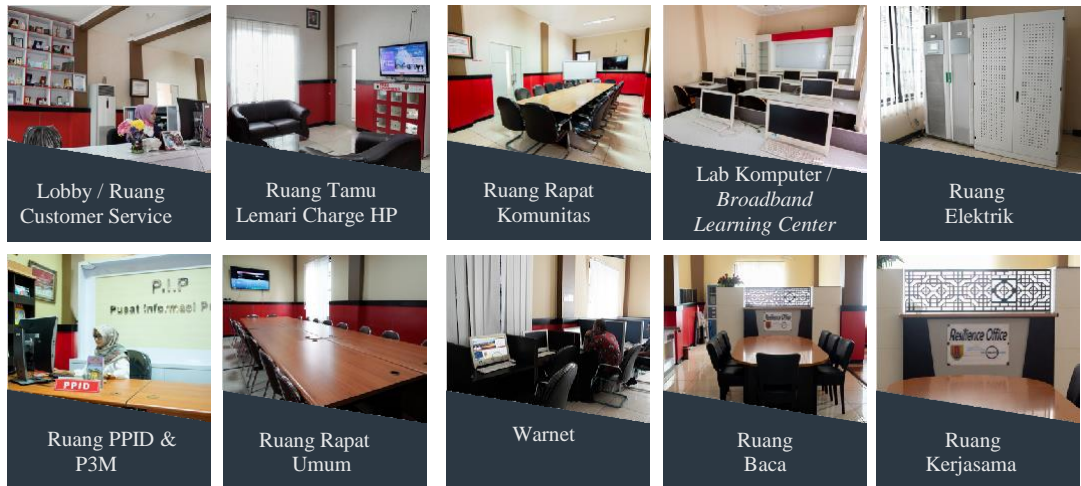 Lobby / Ruang
Customer Service
Ruang Tamu
Lemari Charge HP
Ruang Rapat
Komunitas
Lab Komputer /
Broadband
Learning Center
Ruang
Elektrik
P.I.P
Pusat Informasi P
PPID
Ruang PPID &
P3M
Ruang Rapat
Umum
Warnet
Resilience Office
Ruang
Baca
Resilience Office
Ruang
Kerjasama